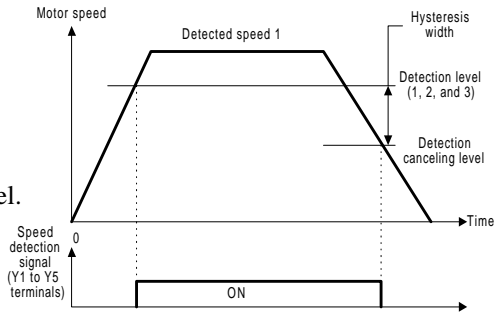 Motor speed
Detected speed 1
Hysteresis
width
Detection level
(1, 2, and 3)
Detection
canceling level
el.
Time
0
Speed
detection
signal
(Y1 to Y5
terminals)
ON